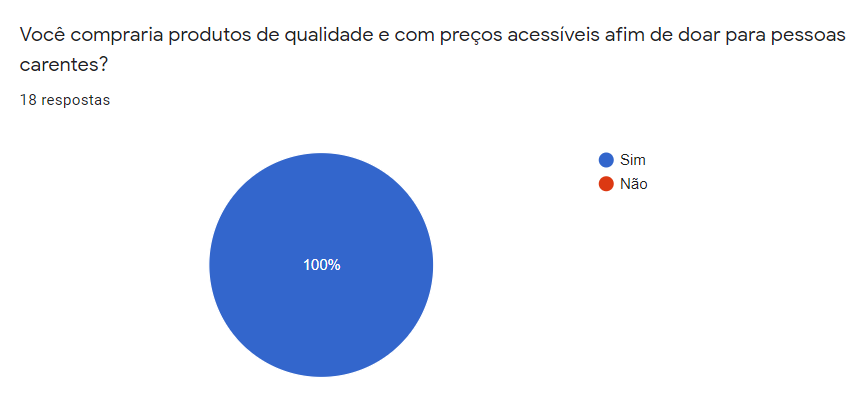 Você compraria produtos de qualidade e com preços acessíveis afim de doar para pessoas
carentes?
18 respostas
Sim
Não
100%